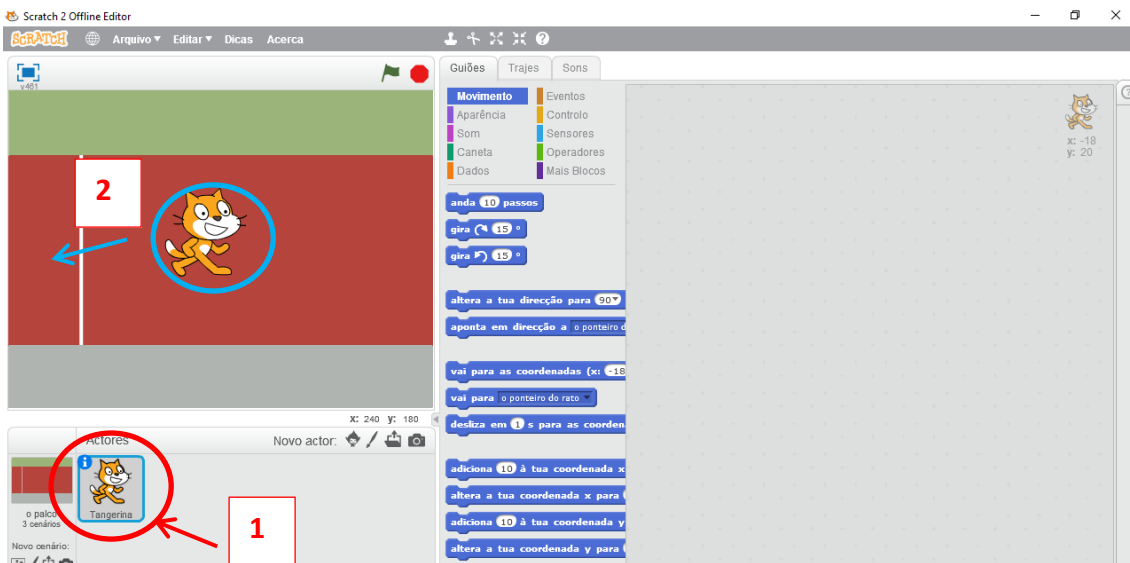 Scratch 2 Offline Editor
SCRATCH Arquivo Editar Dicas Acerca
v461
Guiões Trajes Sons
Movimento Eventos
Aparência Controlo
Som Sensores
Caneta Operadores
Dados Mais Blocos
x: -18
y: 20
2
anda 10 passos
gira 15 º
gira 15 º
altera a tua direcção para 90
aponta em direcção a o ponteiro d
vai para as coordenadas (x: -18
vai para o ponteiro do rato
desliza em 1 s para as coorden
adiciona 10 à tua coordenada x
altera a tua coordenada x para
adiciona 10 à tua coordenada y
altera a tua coordenada y para
X: 240 y: 180
Actores Novo actor:
o palco
3 cenários
Tangerina
1
Novo cenário: